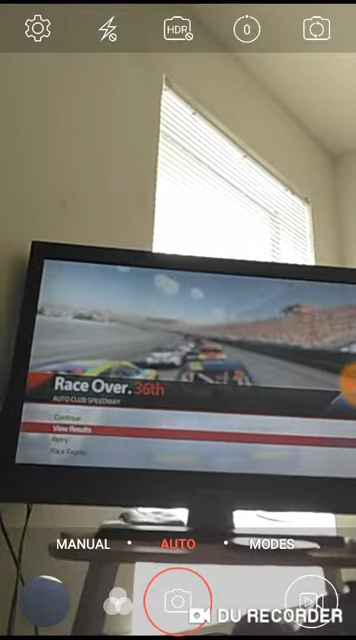 HDR
0
Race Over. 36th
AUTO CLUB SPEEDWAY
Continue
View Results
Retry
Race Replay
MANUAL • AUTO • MODES
DU RECORDER